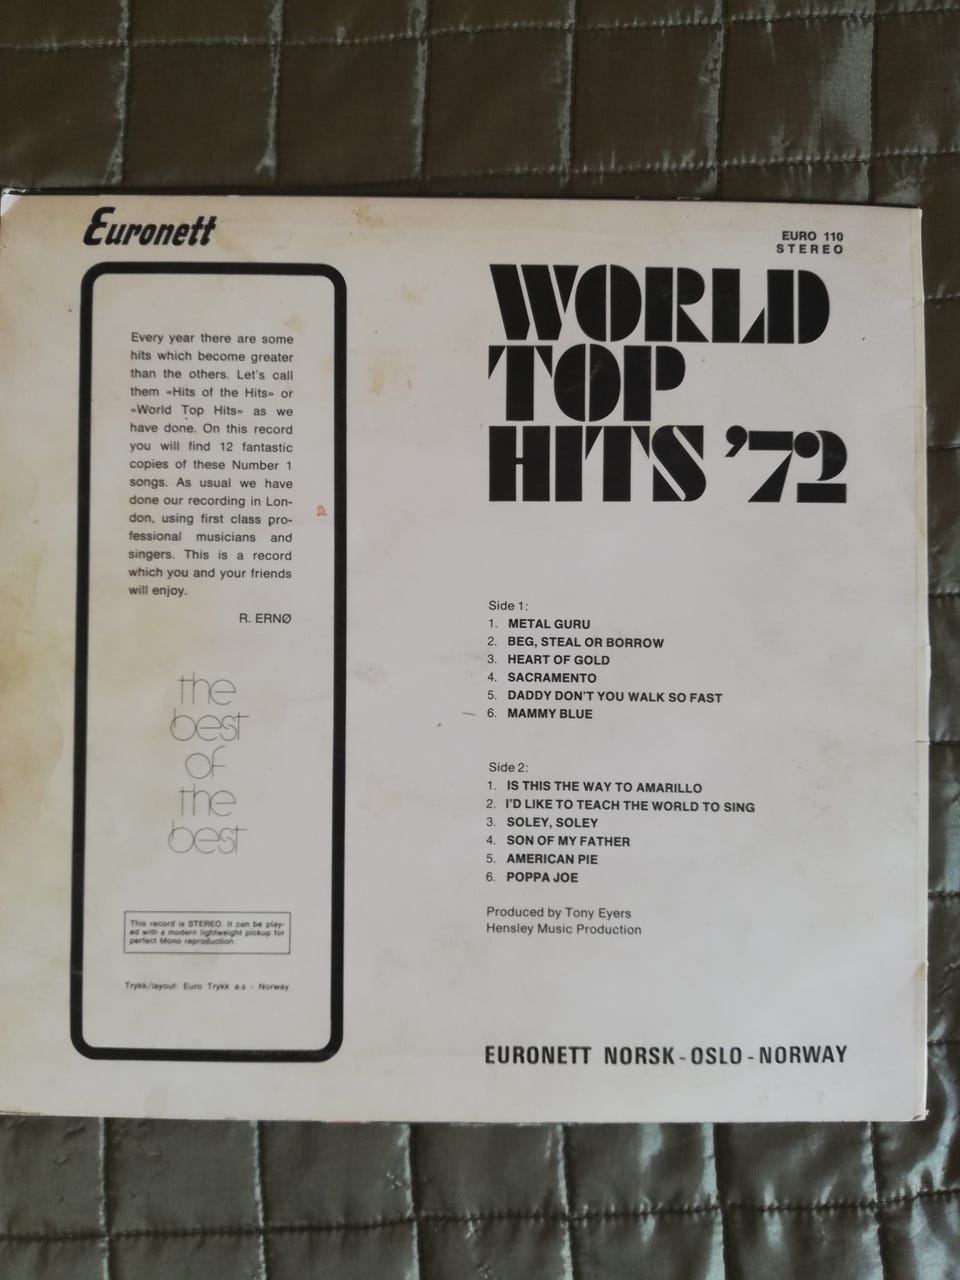 Euronett
EURO 110
STEREO
Every year there are some
hits which become greater
than the others. Let's call
them «Hits of the Hits» or
«World Top Hits» as we
have done. On this record
you will find 12 fantastic
copies of these Number 1
songs. As usual we have
done our recording in Lon-
don, using first class pro-
fessional musicians and
singers. This is a record
which you and your friends
will enjoy.
R. ERNØ
the
best
of
the
best
This record is STEREO. It can be play-
ed with a modern lightweight pickup for
perfect Mono reproduction.
Trykk/layout: Euro Trykk a.s - Norway
WORLD
TOP
HITS '72
Side 1:
1. METAL GURU
2. BEG, STEAL OR BORROW
3. HEART OF GOLD
4. SACRAMENTO
5. DADDY DON'T YOU WALK SO FAST
6. MAMMY BLUE
Side 2:
1. IS THIS THE WAY TO AMARILLO
2. I'D LIKE TO TEACH THE WORLD TO SING
3. SOLEY, SOLEY
4. SON OF MY FATHER
5. AMERICAN PIE
6. POPPA JOE
Produced by Tony Eyers
Hensley Music Production
EURONETT NORSK - OSLO - NORWAY